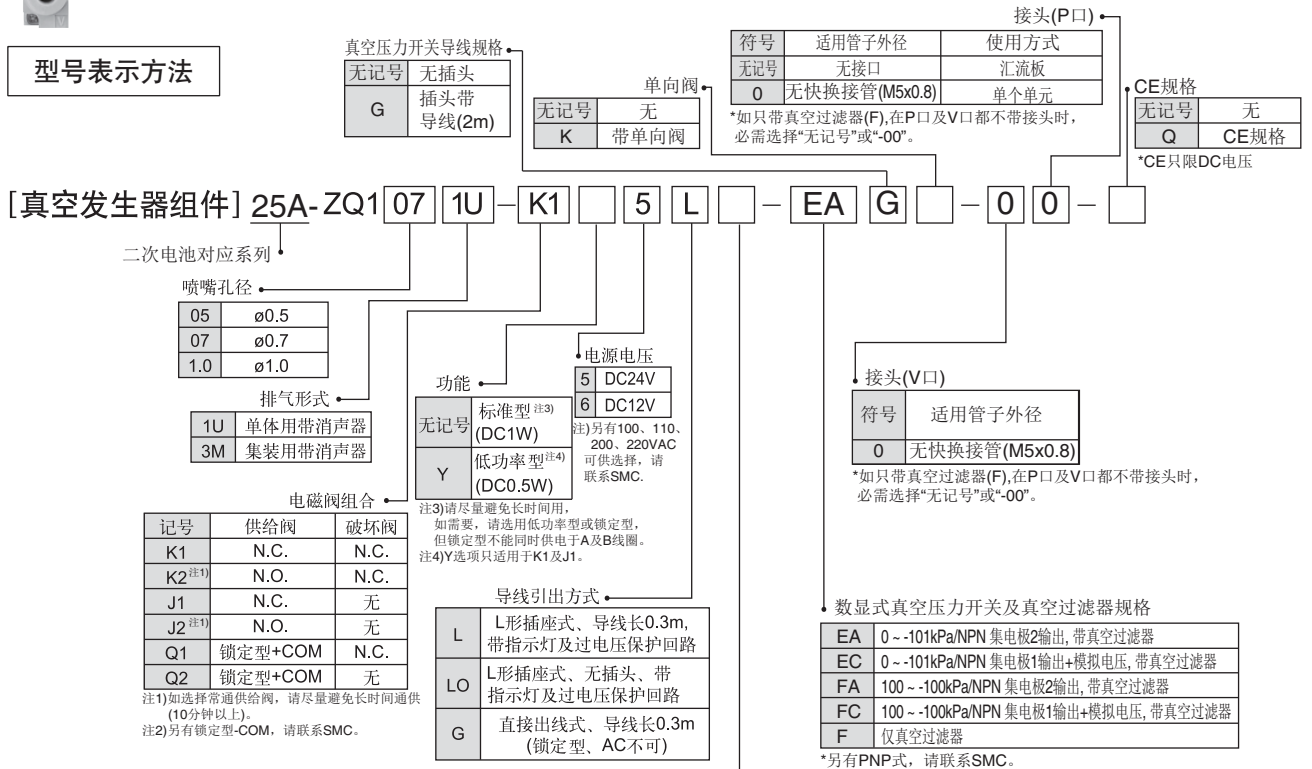 型号表示方法
真空压力开关导线规格
无记号 无插头
G 插头带
导线(2m)
单向阀
无记号 无
K 带单向阀
接头(P口)
符号 适用管子外径 使用方式
无记号 无接口 汇流板
0 无快换接管(M5x0.8) 单个单元
*如只带真空过滤器(F),在P口及V口都不带接头时,
必需选择“无记号”或“-00”。
CE规格
无记号 无
Q CE规格
*CE只限DC电压
[真空发生器组件] 25A-ZQ1 07 1U – K1 5 L – EA G – 0 0 –
二次电池对应系列
喷嘴孔径
05 ø0.5
07 ø0.7
1.0 ø1.0
排气形式
1U 单体用带消声器
3M 集装用带消声器
电磁阀组合
记号 供给阀 破坏阀
K1 N.C. N.C.
K2注1) N.O. N.C.
J1 N.C. 无
J2注1) N.O. 无
Q1 锁定型+COM N.C.
Q2 锁定型+COM 无
注1)如选择常通供给阀，请尽量避免长时间通供
(10分钟以上)。
注2)另有锁定型-COM，请联系SMC。
功能
无记号 标准型注3)
(DC1W)
Y 低功率型注4)
(DC0.5W)
注3)请尽量避免长时间用，
如需要，请选用低功率型或锁定型，
但锁定型不能同时供电于A及B线圈。
注4)Y选项只适用于K1及J1。
电源电压
5 DC24V
6 DC12V
注)另有100、110、
200、220VAC
可供选择，请
联系SMC.
导线引出方式
L L形插座式、导线长0.3m,
带指示灯及过电压保护回路
LO L形插座式、无插头、带
指示灯及过电压保护回路
G 直接出线式、导线长0.3m
(锁定型、AC不可)
接头(V口)
符号 适用管子外径
0 无快换接管(M5x0.8)
*如只带真空过滤器(F),在P口及V口都不带接头时,
必需选择“无记号”或“-00”。
数显式真空压力开关及真空过滤器规格
EA 0 ~ -101kPa/NPN 集电极2输出, 带真空过滤器
EC 0 ~ -101kPa/NPN 集电极1输出+模拟电压, 带真空过滤器
FA 100 ~ -100kPa/NPN 集电极2输出, 带真空过滤器
FC 100 ~ -100kPa/NPN 集电极1输出+模拟电压, 带真空过滤器
F 仅真空过滤器
*另有PNP式，请联系SMC。